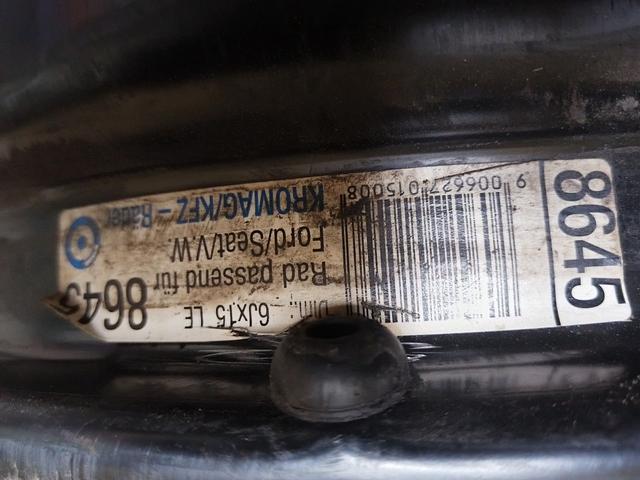 KROMAG/KFZ - Räder
Ford/Seat/VW.
Rad passend für
Dim.: 6Jx15 LE
8645
9 006627 015008
8645